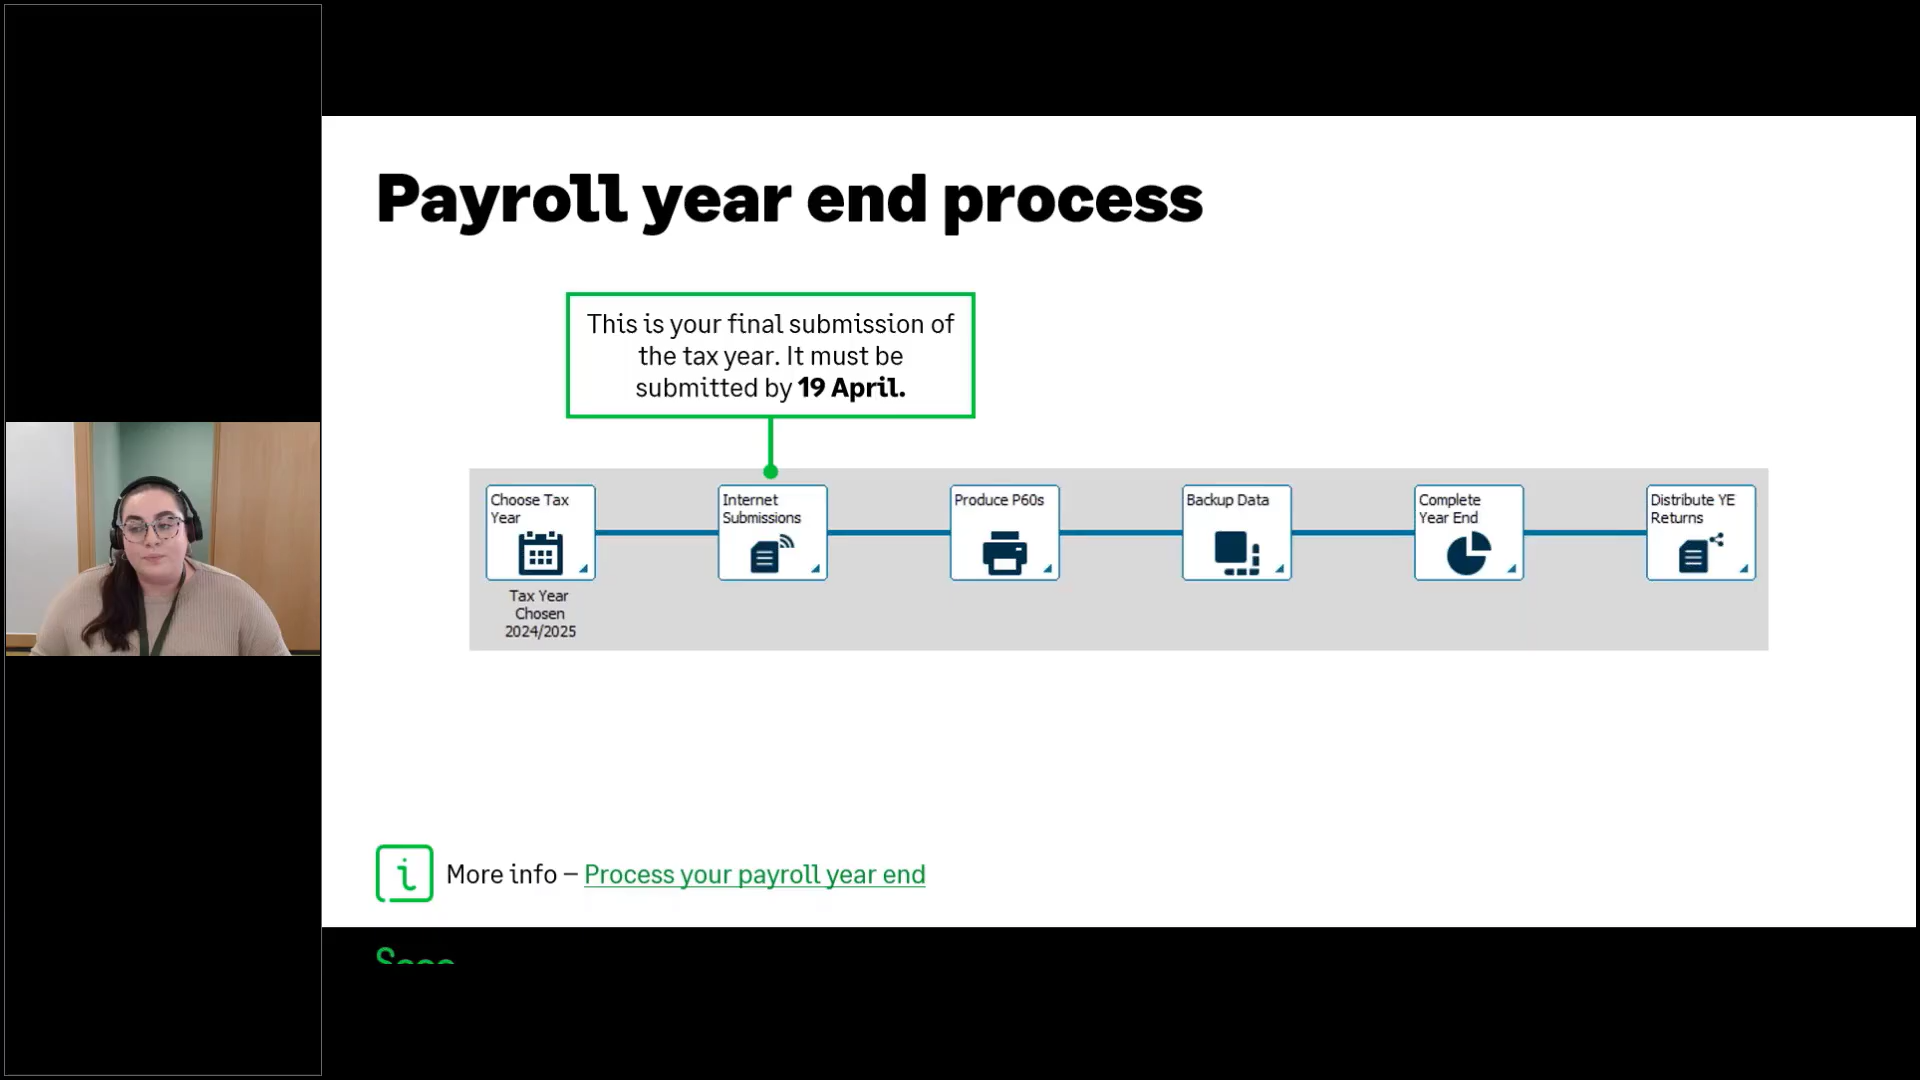 Payroll year end process
This is your final submission of
the tax year. It must be
submitted by 19 April.
Choose Tax
Year
Internet
Submissions
Produce P60s
Backup Data
Complete
Year End
Distribute YE
Returns
Tax Year
Chosen
2024/2025
More info – Process your payroll year end